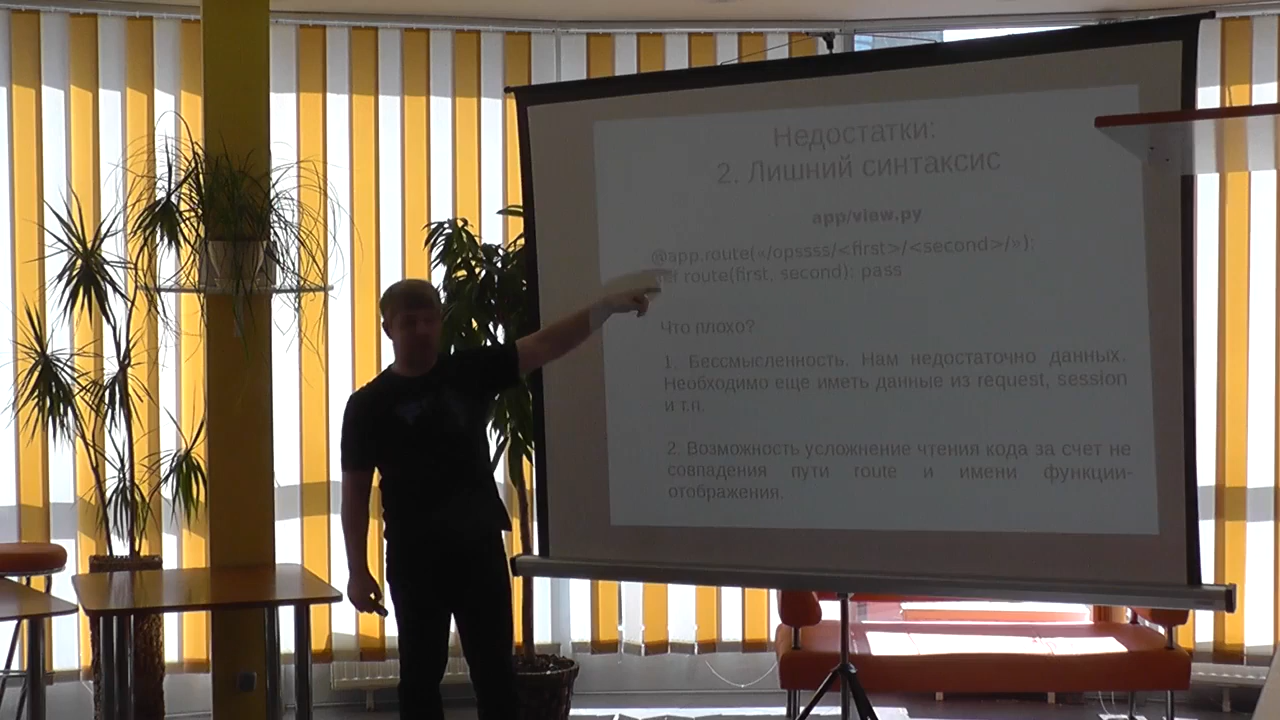 Недостатки:
2. Лишний синтаксис
app/view.py
@app.route(«/opssss/<first>/<second>/»):
route(first, second): pass
Что плохо?
1. Бессмысленность. Нам недостаточно данных.
Необходимо еще иметь данные из request, session
и т.п.
2. Возможность усложнение чтения кода за счет не
совпадения пути route и имени функции-
отображения.